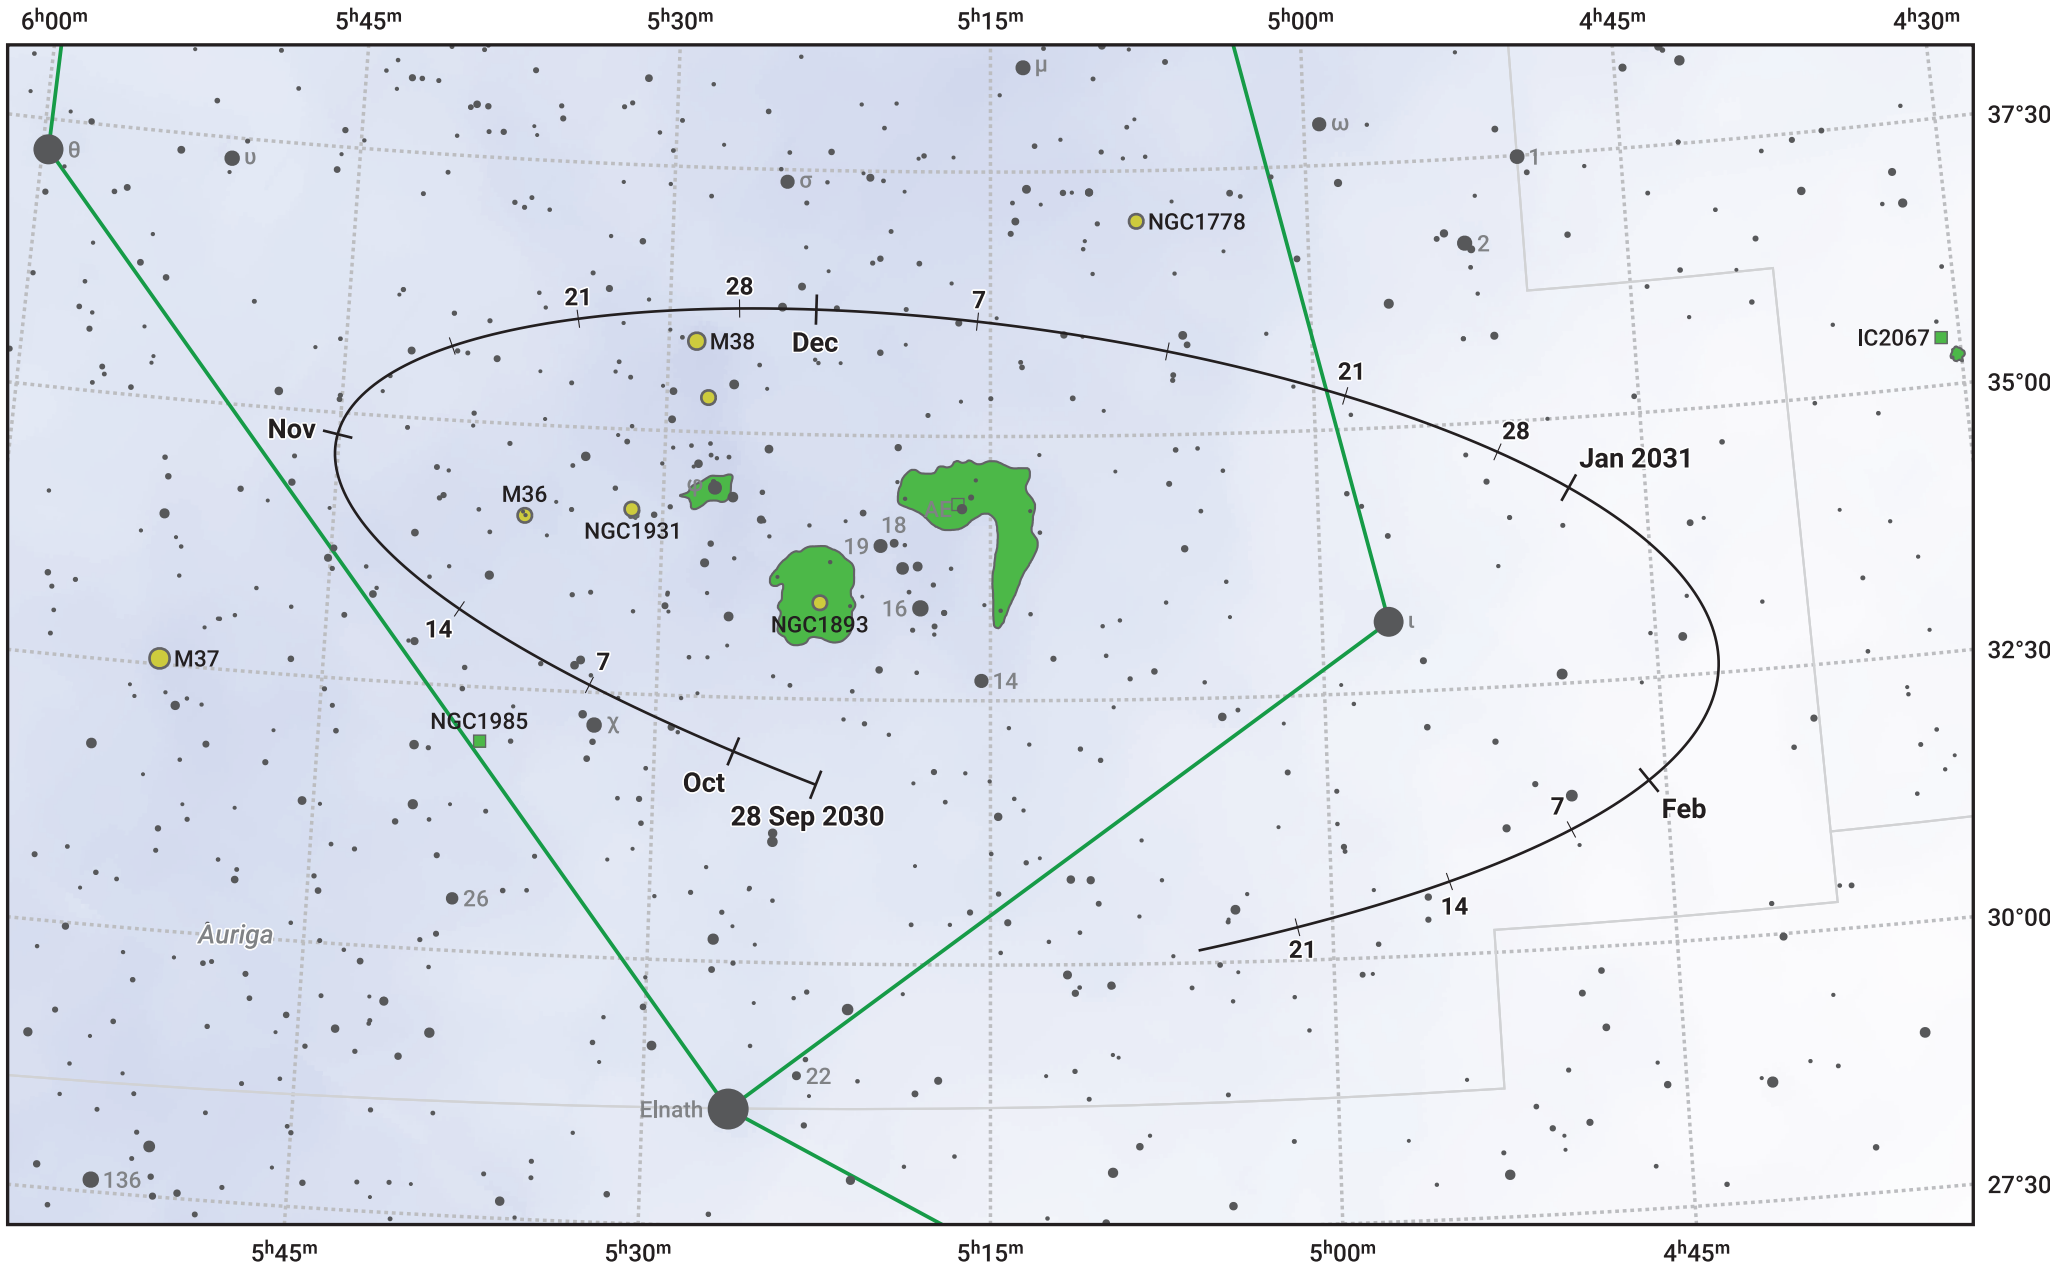 6ʰ00ᵐ 5ʰ45ᵐ 5ʰ30ᵐ 5ʰ15ᵐ 5ʰ00ᵐ 4ʰ45ᵐ 4ʰ30ᵐ
μ
37°30
ω
θ
υ
1
σ
NGC1778
2
28
21
7
M38
Dec
IC2067
21
35°00
Nov
28
Jan 2031
φ
M36
AE
18
NGC1931
19
16
NGC1893
ι
14
32°30
M37
7
14
NGC1985
χ
Oct
7
Feb
28 Sep 2030
26
14
30°00
Auriga
21
22
Elnath
136
27°30
5ʰ45ᵐ 5ʰ30ᵐ 5ʰ15ᵐ 5ʰ00ᵐ 4ʰ45ᵐ